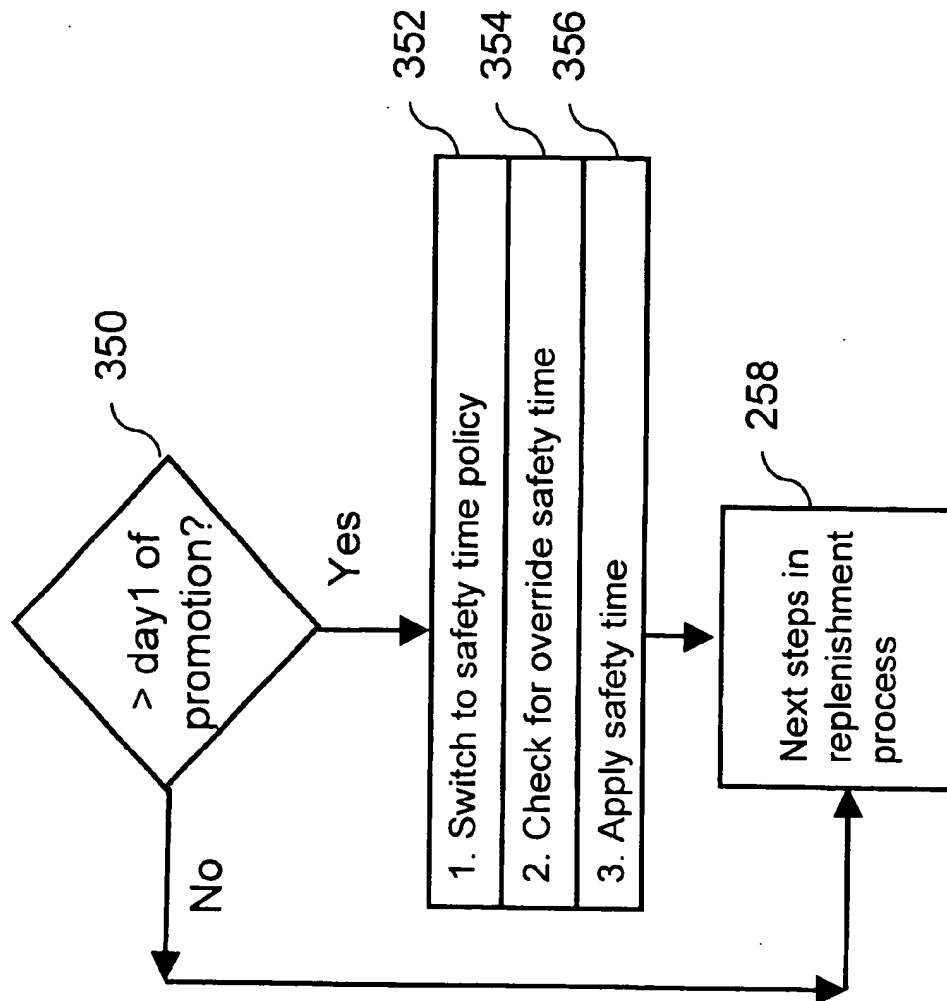 350
> day1 of
promotion?
Yes
No
352
1. Switch to safety time policy
354
2. Check for override safety time
356
3. Apply safety time
258
Next steps in
replenishment
process